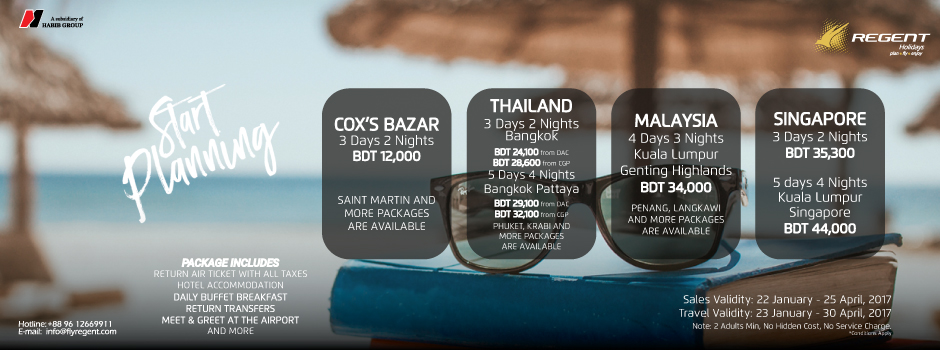 A subsidiary of
HABIB GROUP
REGENT
Holidays
plan • fly • enjoy
Start
Planning
COX'S BAZAR
3 Days 2 Nights
BDT 12,000
SAINT MARTIN AND
MORE PACKAGES
ARE AVAILABLE
THAILAND
3 Days 2 Nights
Bangkok
BDT 24,100 from DAC
BDT 28,600 from CGP
5 Days 4 Nights
Bangkok Pattaya
BDT 29,100 from DAC
BDT 32,100 from CGP
PHUKET, KRABI AND
MORE PACKAGES
ARE AVAILABLE
MALAYSIA
4 Days 3 Nights
Kuala Lumpur
Genting Highlands
BDT 34,000
PENANG, LANGKAWI
AND MORE PACKAGES
ARE AVAILABLE
SINGAPORE
3 Days 2 Nights
BDT 35,300
5 days 4 Nights
Kuala Lumpur
Singapore
BDT 44,000
PACKAGE INCLUDES
RETURN AIR TICKET WITH ALL TAXES
HOTEL ACCOMMODATION
DAILY BUFFET BREAKFAST
RETURN TRANSFERS
MEET & GREET AT THE AIRPORT
AND MORE
Hotline: +88 96 12669911
E-mail: info@flyregent.com
Sales Validity: 22 January - 25 April, 2017
Travel Validity: 23 January - 30 April, 2017
Note: 2 Adults Min, No Hidden Cost, No Service Charge.
*Conditions Apply